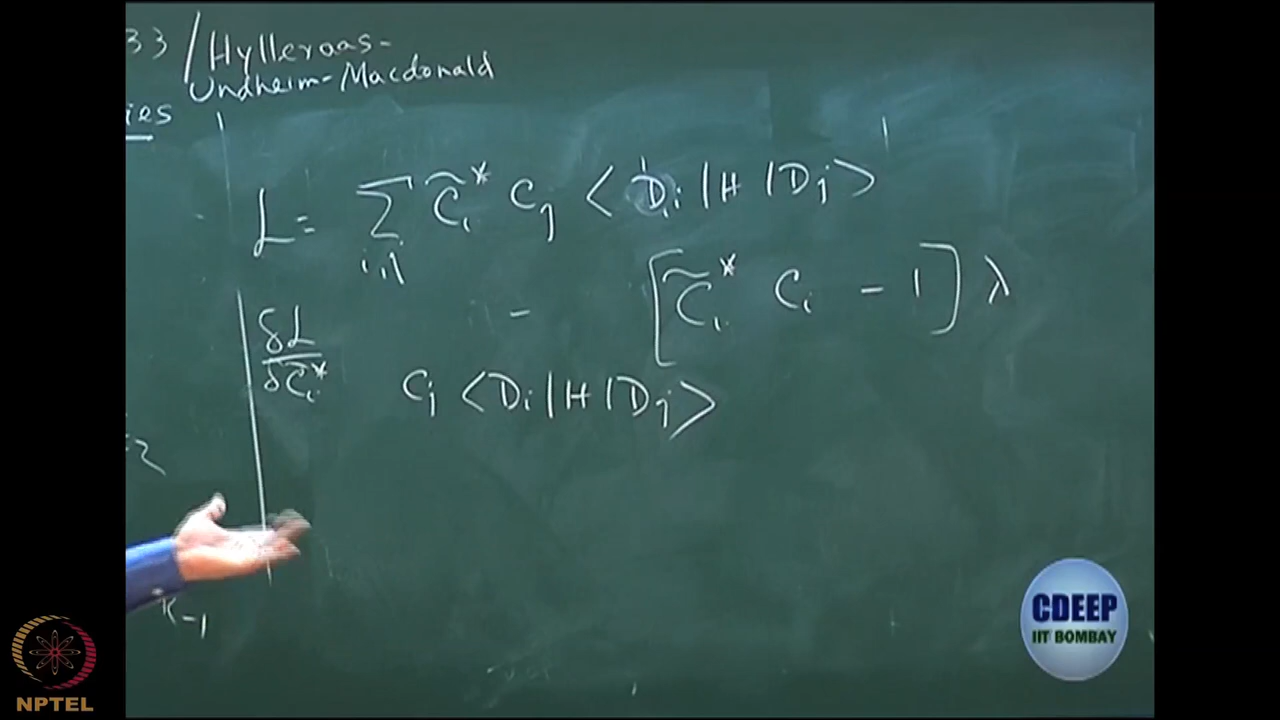 33 / Hylleraas-
Undheim-Macdonald
ies
L = ∑ C̃ᵢ* Cⱼ <Dᵢ|H|Dⱼ>
i,j
- [C̃ᵢ* Cᵢ - 1] λ
δL / δC̃ᵢ* Cⱼ <Dᵢ|H|Dⱼ>
-1
CDEEP
IIT BOMBAY
NPTEL